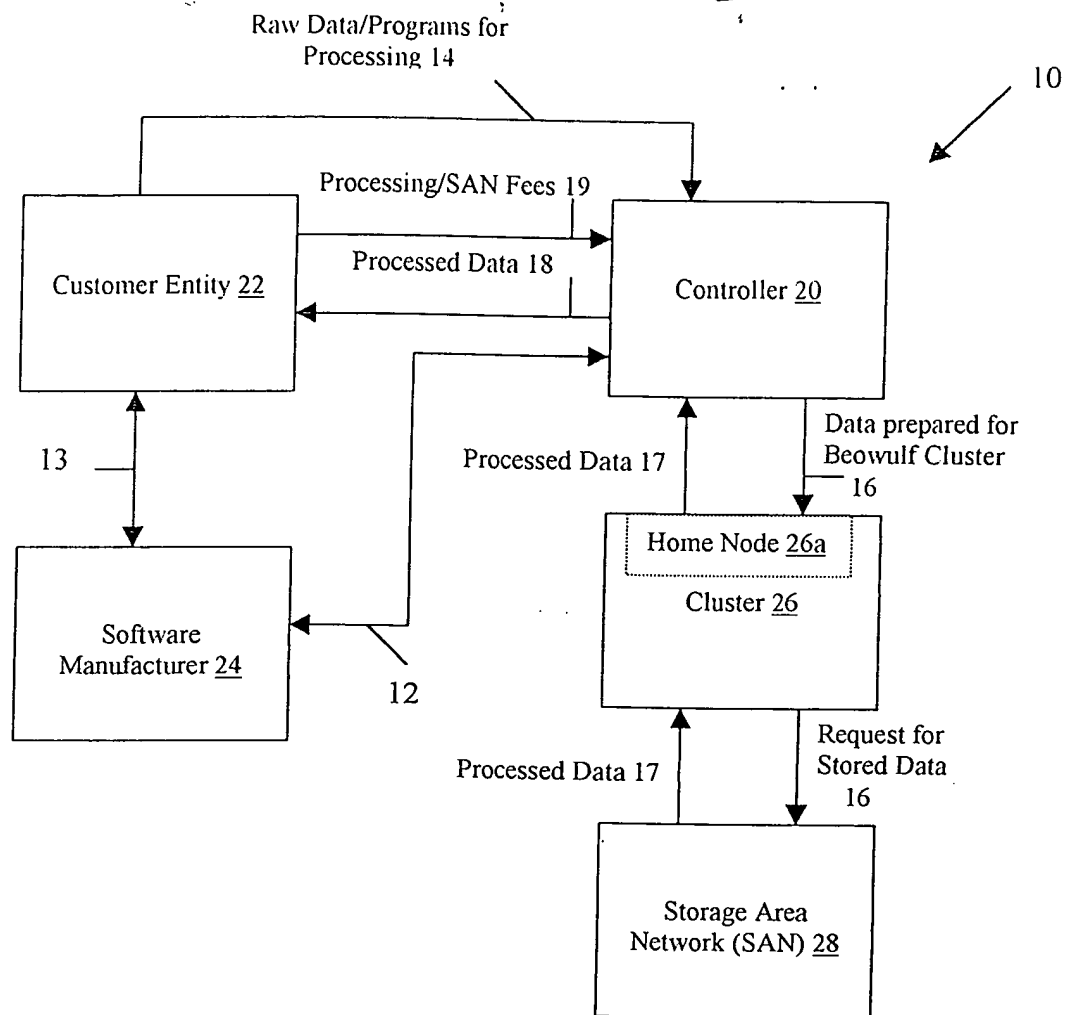 Raw Data/Programs for
Processing 14
10
Processing/SAN Fees 19
Processed Data 18
Customer Entity 22
Controller 20
13
Processed Data 17
Data prepared for
Beowulf Cluster
16
Home Node 26a
Cluster 26
Software
Manufacturer 24
12
Processed Data 17
Request for
Stored Data
16
Storage Area
Network (SAN) 28